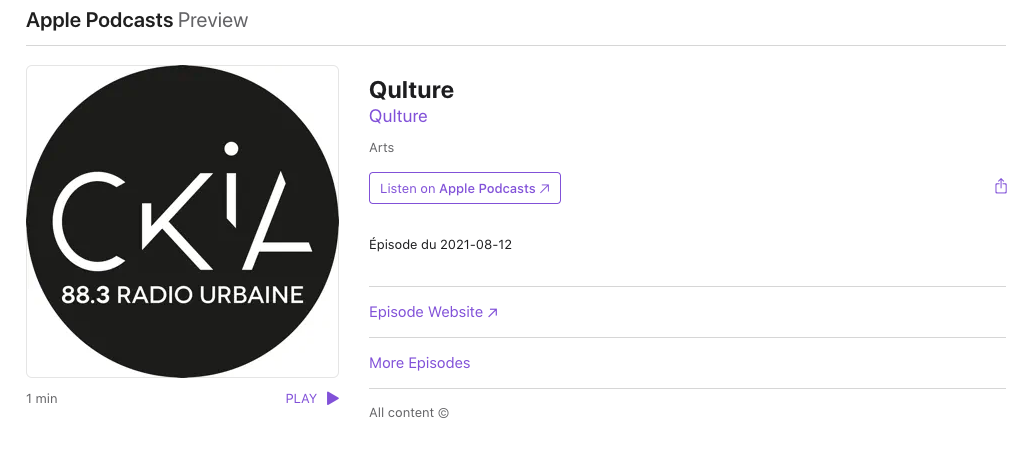 Apple Podcasts Preview
CKIA
88.3 RADIO URBAINE
1 min
PLAY
Qulture
Qulture
Arts
Listen on Apple Podcasts
Épisode du 2021-08-12
Episode Website
More Episodes
All content ©